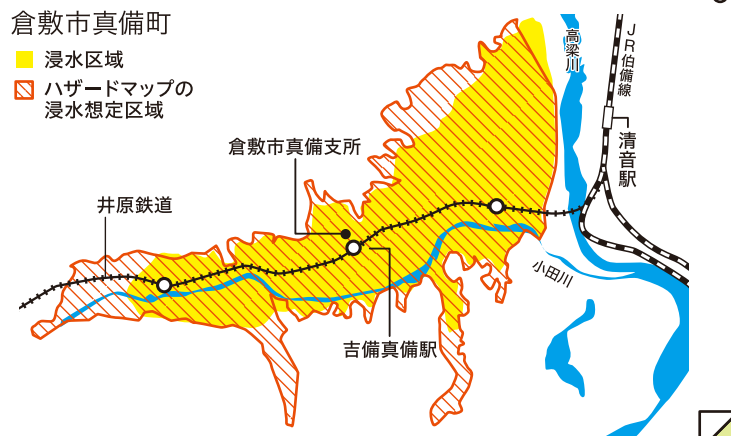 倉敷市真備町
浸水区域
ハザードマップの
浸水想定区域
高梁川
JR伯備線
清音駅
倉敷市真備支所
井原鉄道
小田川
吉備真備駅